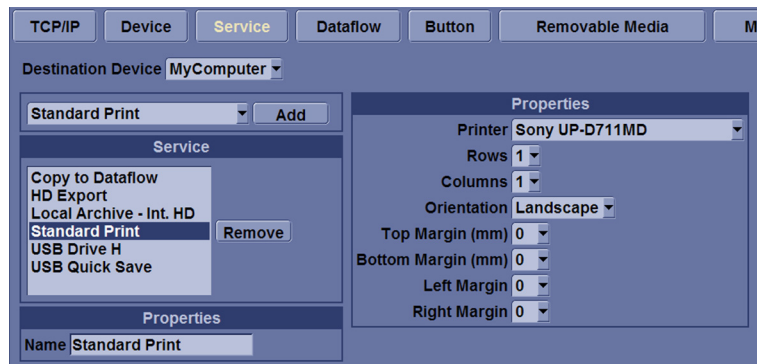 TCP/IP Device Service Dataflow Button Removable Media M
Destination Device MyComputer
Standard Print Add
Service
Copy to Dataflow
HD Export
Local Archive - Int. HD
Standard Print
USB Drive H
USB Quick Save
Remove
Properties
Name Standard Print
Properties
Printer Sony UP-D711MD
Rows 1
Columns 1
Orientation Landscape
Top Margin (mm) 0
Bottom Margin (mm) 0
Left Margin 0
Right Margin 0